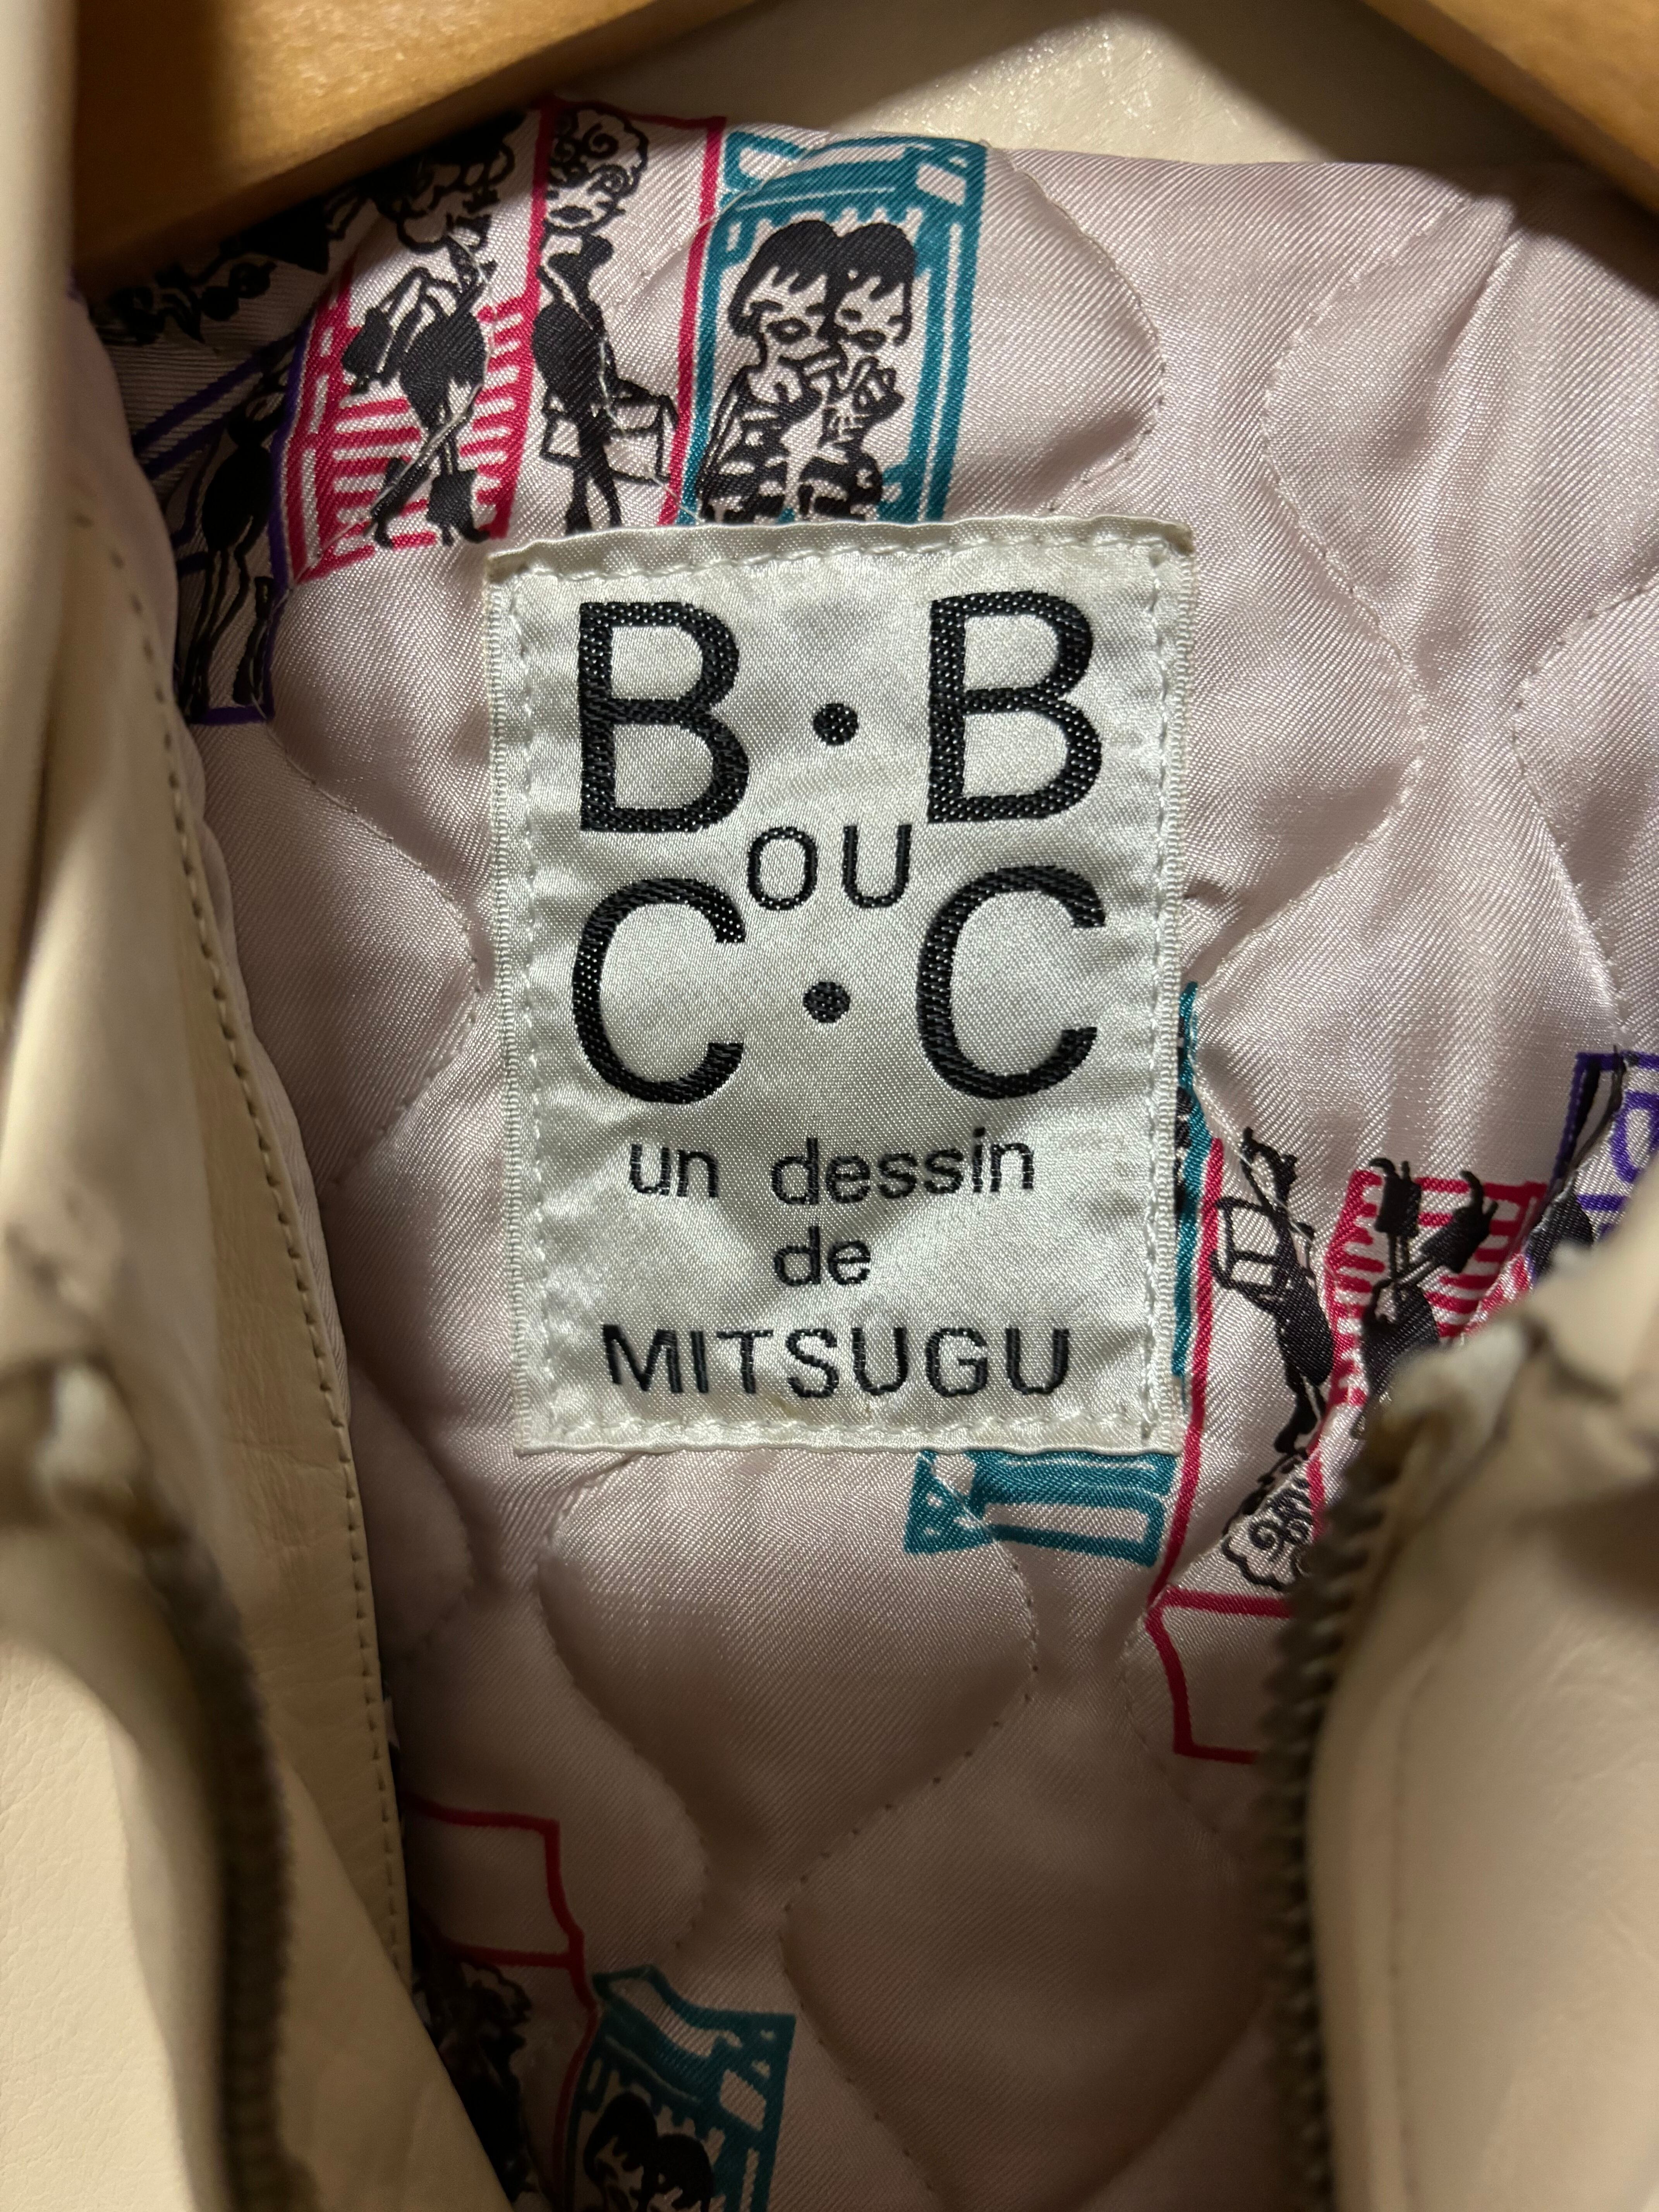 B·B
OU
C·C
un dessin
de
MITSUGU